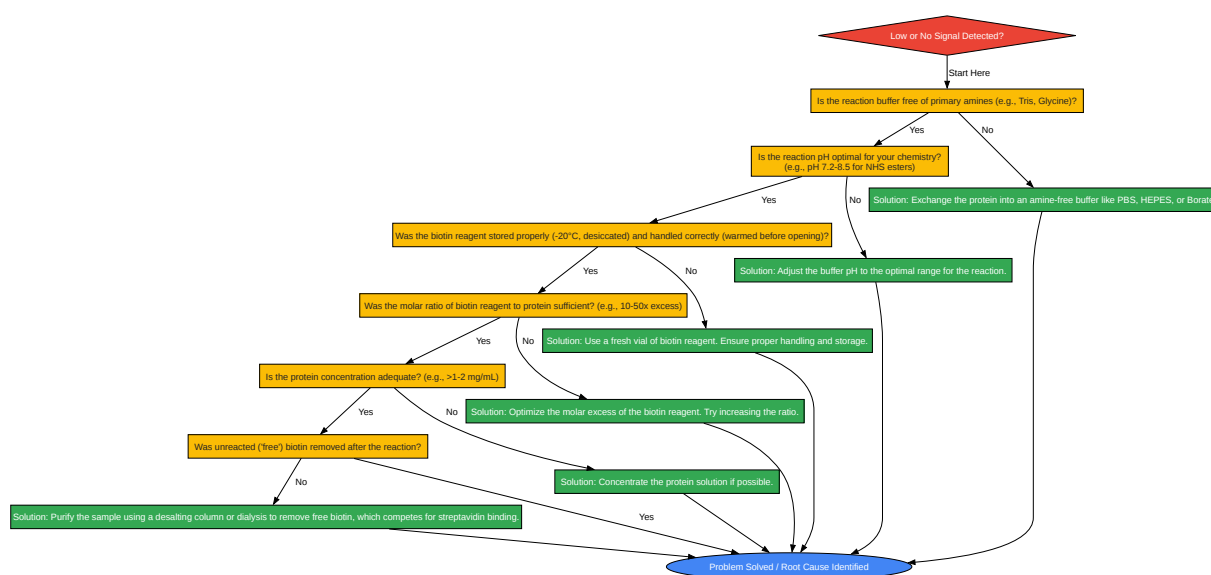 Low or No Signal Detected?
Start Here
Is the reaction buffer free of primary amines (e.g., Tris, Glycine)?
Yes
No
Is the reaction pH optimal for your chemistry?
(e.g., pH 7.2-8.5 for NHS esters)
Yes
No
Solution: Exchange the protein into an amine-free buffer like PBS, HEPES, or Borate
Was the biotin reagent stored properly (-20°C, desiccated) and handled correctly (warmed before opening)?
Yes
No
Solution: Adjust the buffer pH to the optimal range for the reaction.
Was the molar ratio of biotin reagent to protein sufficient? (e.g., 10-50x excess)
Yes
No
Solution: Use a fresh vial of biotin reagent. Ensure proper handling and storage.
Is the protein concentration adequate? (e.g., >1-2 mg/mL)
Yes
No
Solution: Optimize the molar excess of the biotin reagent. Try increasing the ratio.
Was unreacted ('free') biotin removed after the reaction?
No
Yes
Solution: Concentrate the protein solution if possible.
Solution: Purify the sample using a desalting column or dialysis to remove free biotin, which competes for streptavidin binding.
Problem Solved / Root Cause Identified